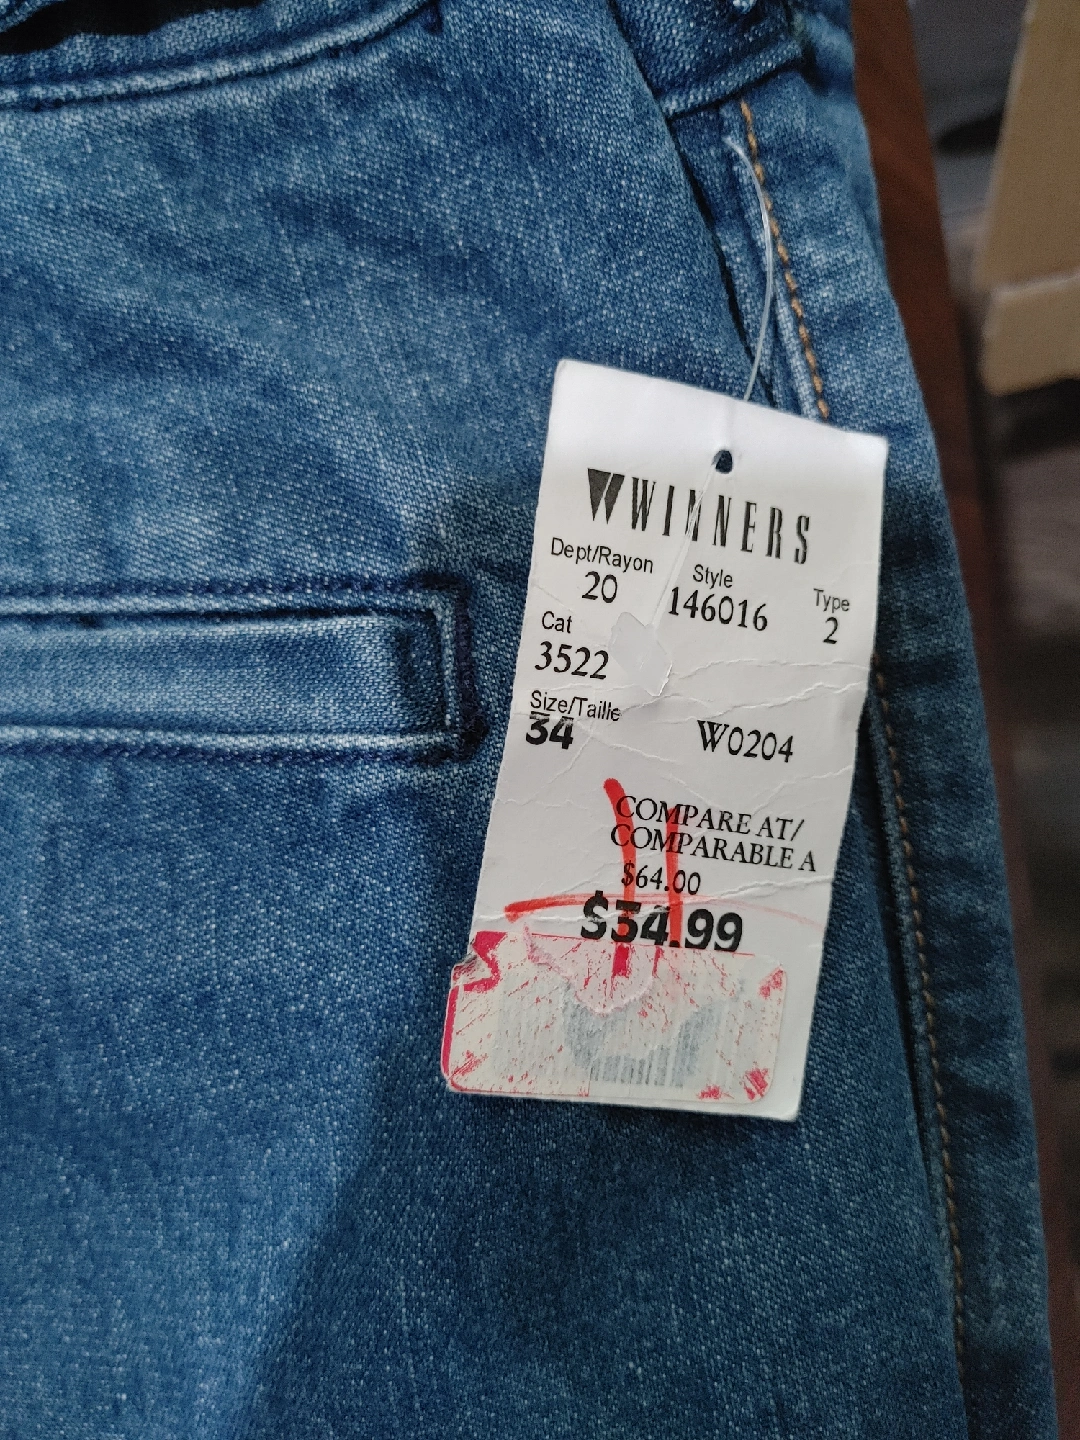 WINNERS
Dept/Rayon Style Type
20 146016 2
Cat
3522
Size/Taille
34 W0204
COMPARE AT/
COMPARABLE A
$64.00
$34.99